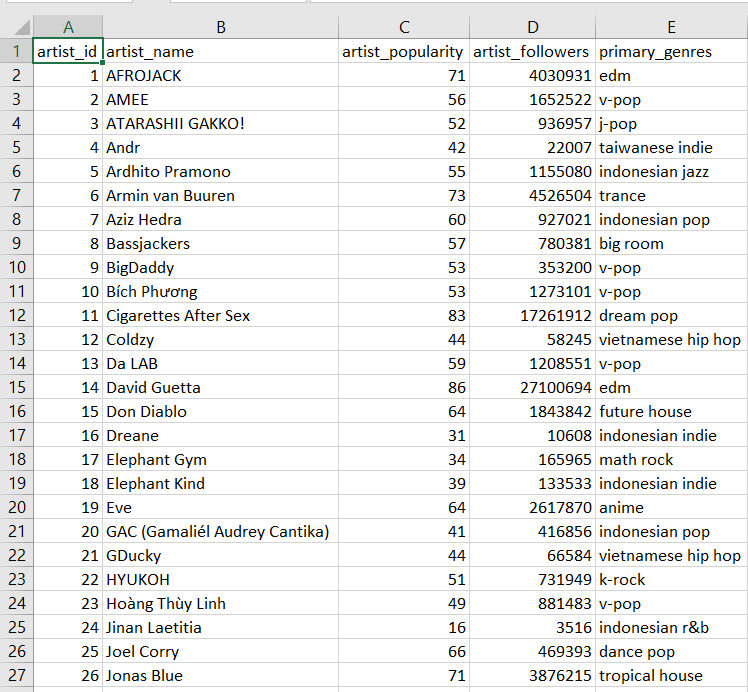 A B C D E
1 artist_id artist_name artist_popularity artist_followers primary_genres
2 1 AFROJACK 71 4030931 edm
3 2 AMEE 56 1652522 v-pop
4 3 ATARASHII GAKKO! 52 936957 j-pop
5 4 Andr 42 22007 taiwanese indie
6 5 Ardhito Pramono 55 1155080 indonesian jazz
7 6 Armin van Buuren 73 4526504 trance
8 7 Aziz Hedra 60 927021 indonesian pop
9 8 Bassjackers 57 780381 big room
10 9 BigDaddy 53 353200 v-pop
11 10 Bích Phương 53 1273101 v-pop
12 11 Cigarettes After Sex 83 17261912 dream pop
13 12 Coldzy 44 58245 vietnamese hip hop
14 13 Da LAB 59 1208551 v-pop
15 14 David Guetta 86 27100694 edm
16 15 Don Diablo 64 1843842 future house
17 16 Dreane 31 10608 indonesian indie
18 17 Elephant Gym 34 165965 math rock
19 18 Elephant Kind 39 133533 indonesian indie
20 19 Eve 64 2617870 anime
21 20 GAC (Gamaliél Audrey Cantika) 41 416856 indonesian pop
22 21 GDucky 44 66584 vietnamese hip hop
23 22 HYUKOH 51 731949 k-rock
24 23 Hoàng Thùy Linh 49 881483 v-pop
25 24 Jinan Laetitia 16 3516 indonesian r&b
26 25 Joel Corry 66 469393 dance pop
27 26 Jonas Blue 71 3876215 tropical house